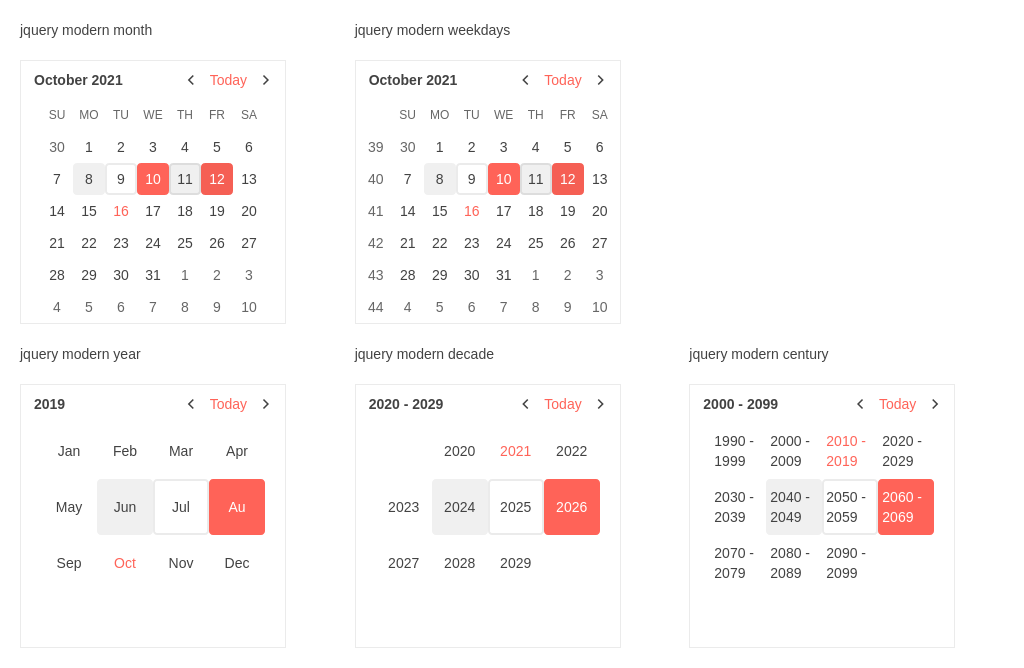 jquery modern month
October 2021 Today
SU MO TU WE TH FR SA
30 1 2 3 4 5 6
7 8 9 10 11 12 13
14 15 16 17 18 19 20
21 22 23 24 25 26 27
28 29 30 31 1 2 3
4 5 6 7 8 9 10
jquery modern weekdays
October 2021 Today
SU MO TU WE TH FR SA
39 30 1 2 3 4 5 6
40 7 8 9 10 11 12 13
41 14 15 16 17 18 19 20
42 21 22 23 24 25 26 27
43 28 29 30 31 1 2 3
44 4 5 6 7 8 9 10
jquery modern year
2019 Today
Jan Feb Mar Apr
May Jun Jul Au
Sep Oct Nov Dec
jquery modern decade
2020 - 2029 Today
2020 2021 2022
2023 2024 2025 2026
2027 2028 2029
jquery modern century
2000 - 2099 Today
1990 - 2000 - 2010 - 2020 -
1999 2009 2019 2029
2030 - 2040 - 2050 - 2060 -
2039 2049 2059 2069
2070 - 2080 - 2090 -
2079 2089 2099